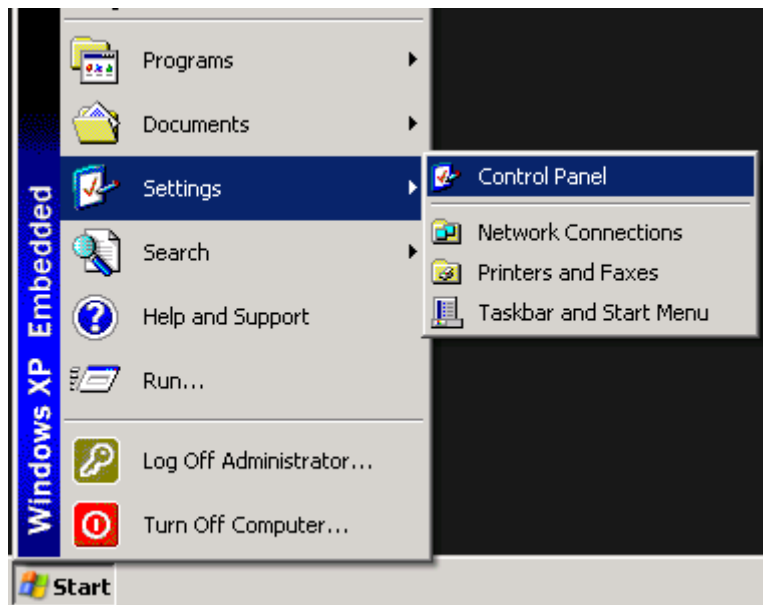 Programs
Documents
Settings
Search
Help and Support
Run...
Log Off Administrator...
Turn Off Computer...
Control Panel
Network Connections
Printers and Faxes
Taskbar and Start Menu
Windows XP Embedded
Start